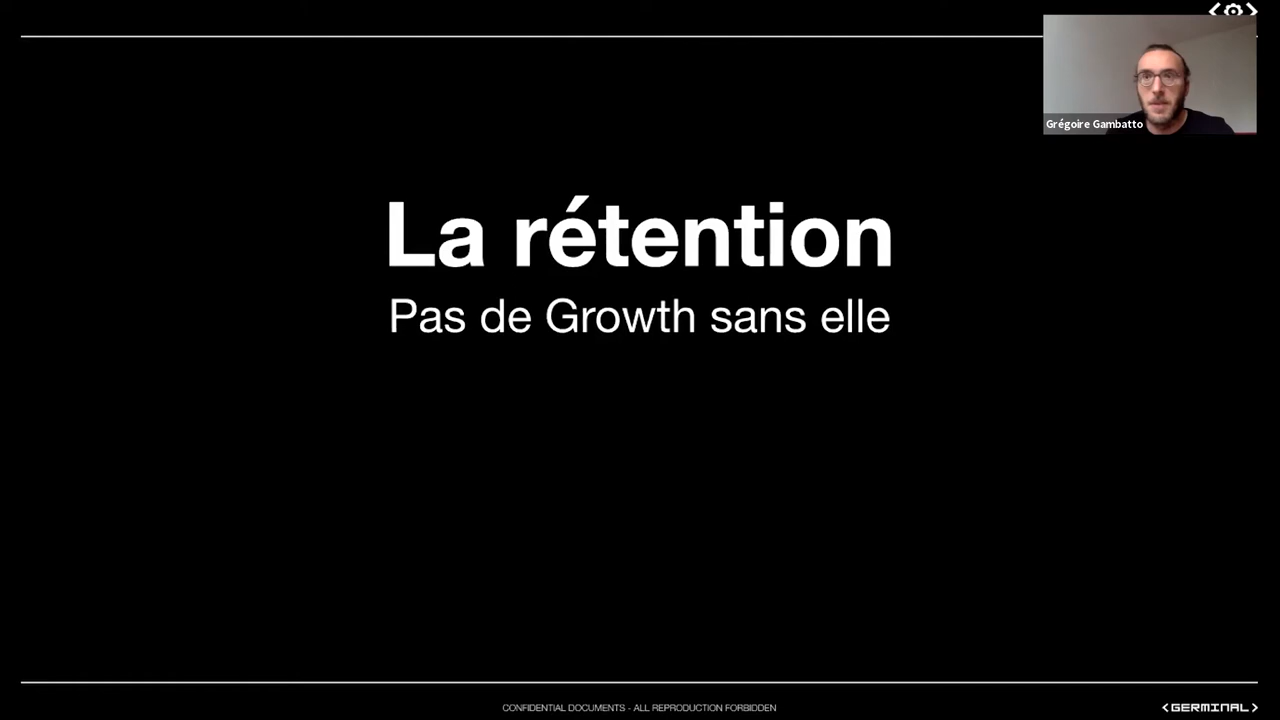 Grégoire Gambatto
La rétention
Pas de Growth sans elle
CONFIDENTIAL DOCUMENTS - ALL REPRODUCTION FORBIDDEN
<GERMINAL>